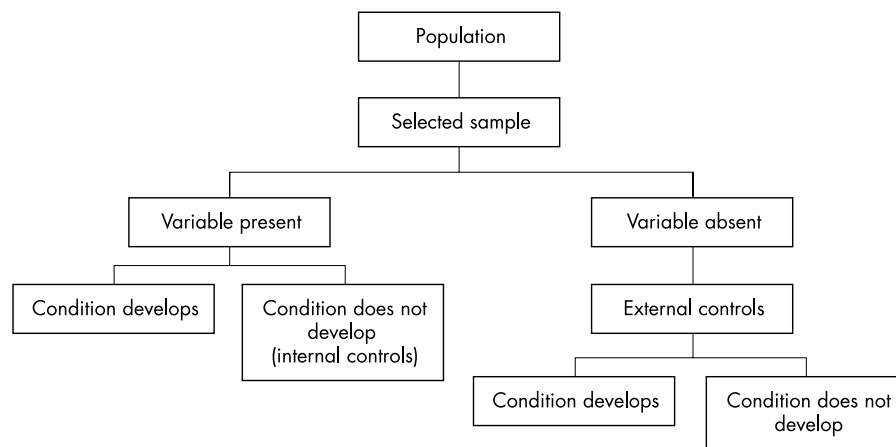 Population
Selected sample
Variable present
Variable absent
Condition develops
Condition does not
develop
(internal controls)
External controls
Condition develops
Condition does not
develop